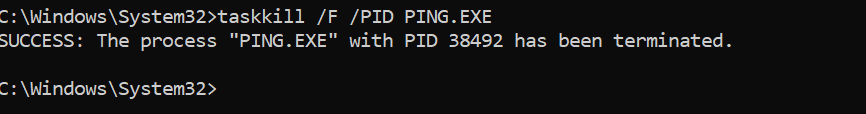 C:\Windows\System32>taskkill /F /PID PING.EXE
SUCCESS: The process "PING.EXE" with PID 38492 has been terminated.
C:\Windows\System32>